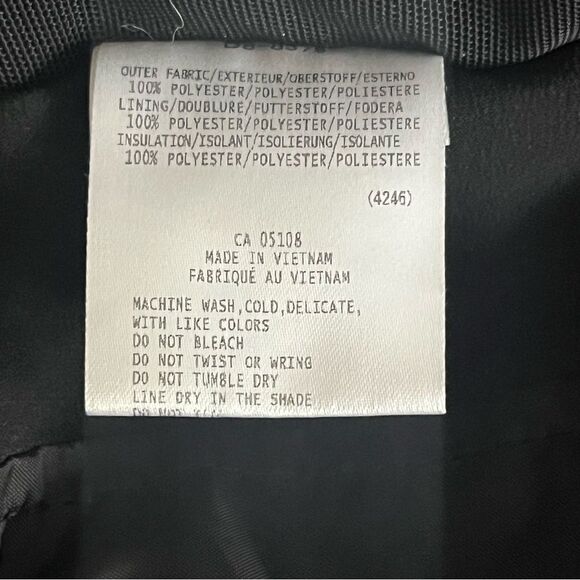 OUTER FABRIC/EXTERIEUR/OBERSTOFF/ESTERNO
100% POLYESTER/POLYESTER/POLIESTERE
LINING/DOUBLURE/FUTTERSTOFF/FODERA
100% POLYESTER/POLYESTER/POLIESTERE
INSULATION/ISOLANT/ISOLIERUNG/ISOLANTE
100% POLYESTER/POLYESTER/POLIESTERE
(4246)
CA 05108
MADE IN VIETNAM
FABRIQUÉ AU VIETNAM
MACHINE WASH,COLD,DELICATE,
WITH LIKE COLORS
DO NOT BLEACH
DO NOT TWIST OR WRING
DO NOT TUMBLE DRY
LINE DRY IN THE SHADE
DO NOT